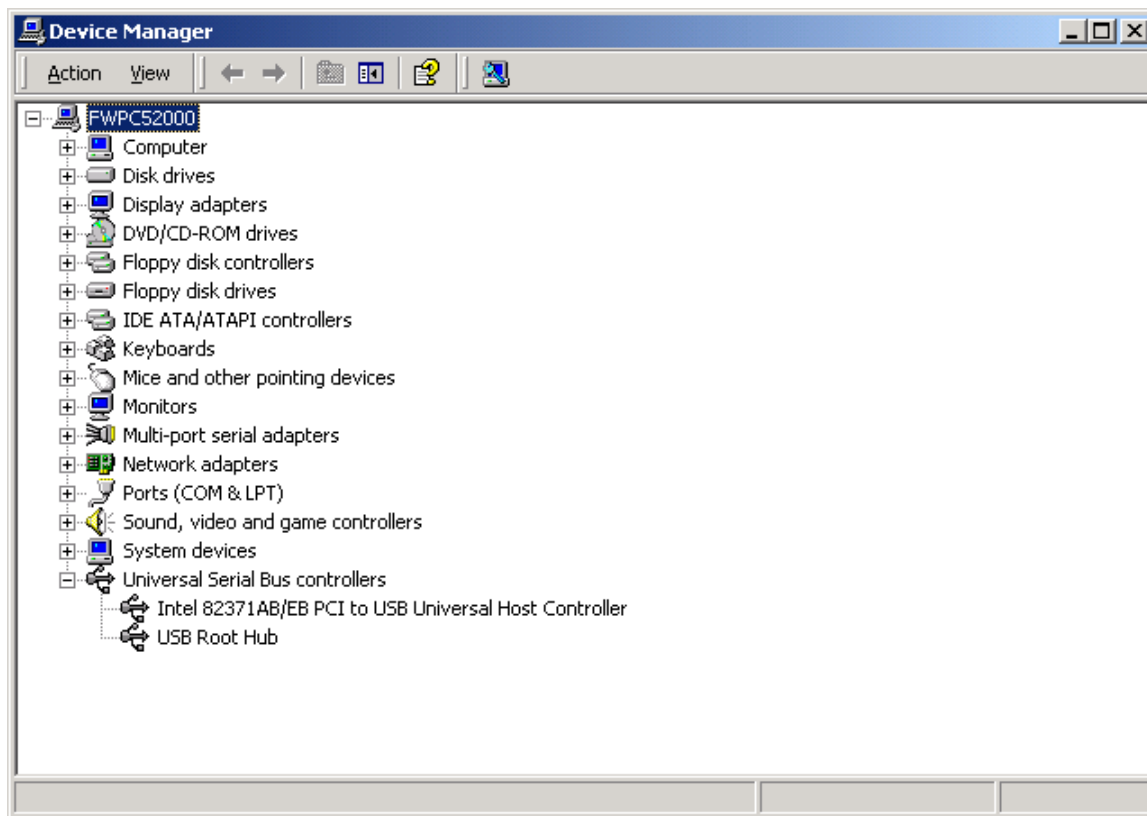 Device Manager
Action View
FWPC52000
Computer
Disk drives
Display adapters
DVD/CD-ROM drives
Floppy disk controllers
Floppy disk drives
IDE ATA/ATAPI controllers
Keyboards
Mice and other pointing devices
Monitors
Multi-port serial adapters
Network adapters
Ports (COM & LPT)
Sound, video and game controllers
System devices
Universal Serial Bus controllers
Intel 82371AB/EB PCI to USB Universal Host Controller
USB Root Hub